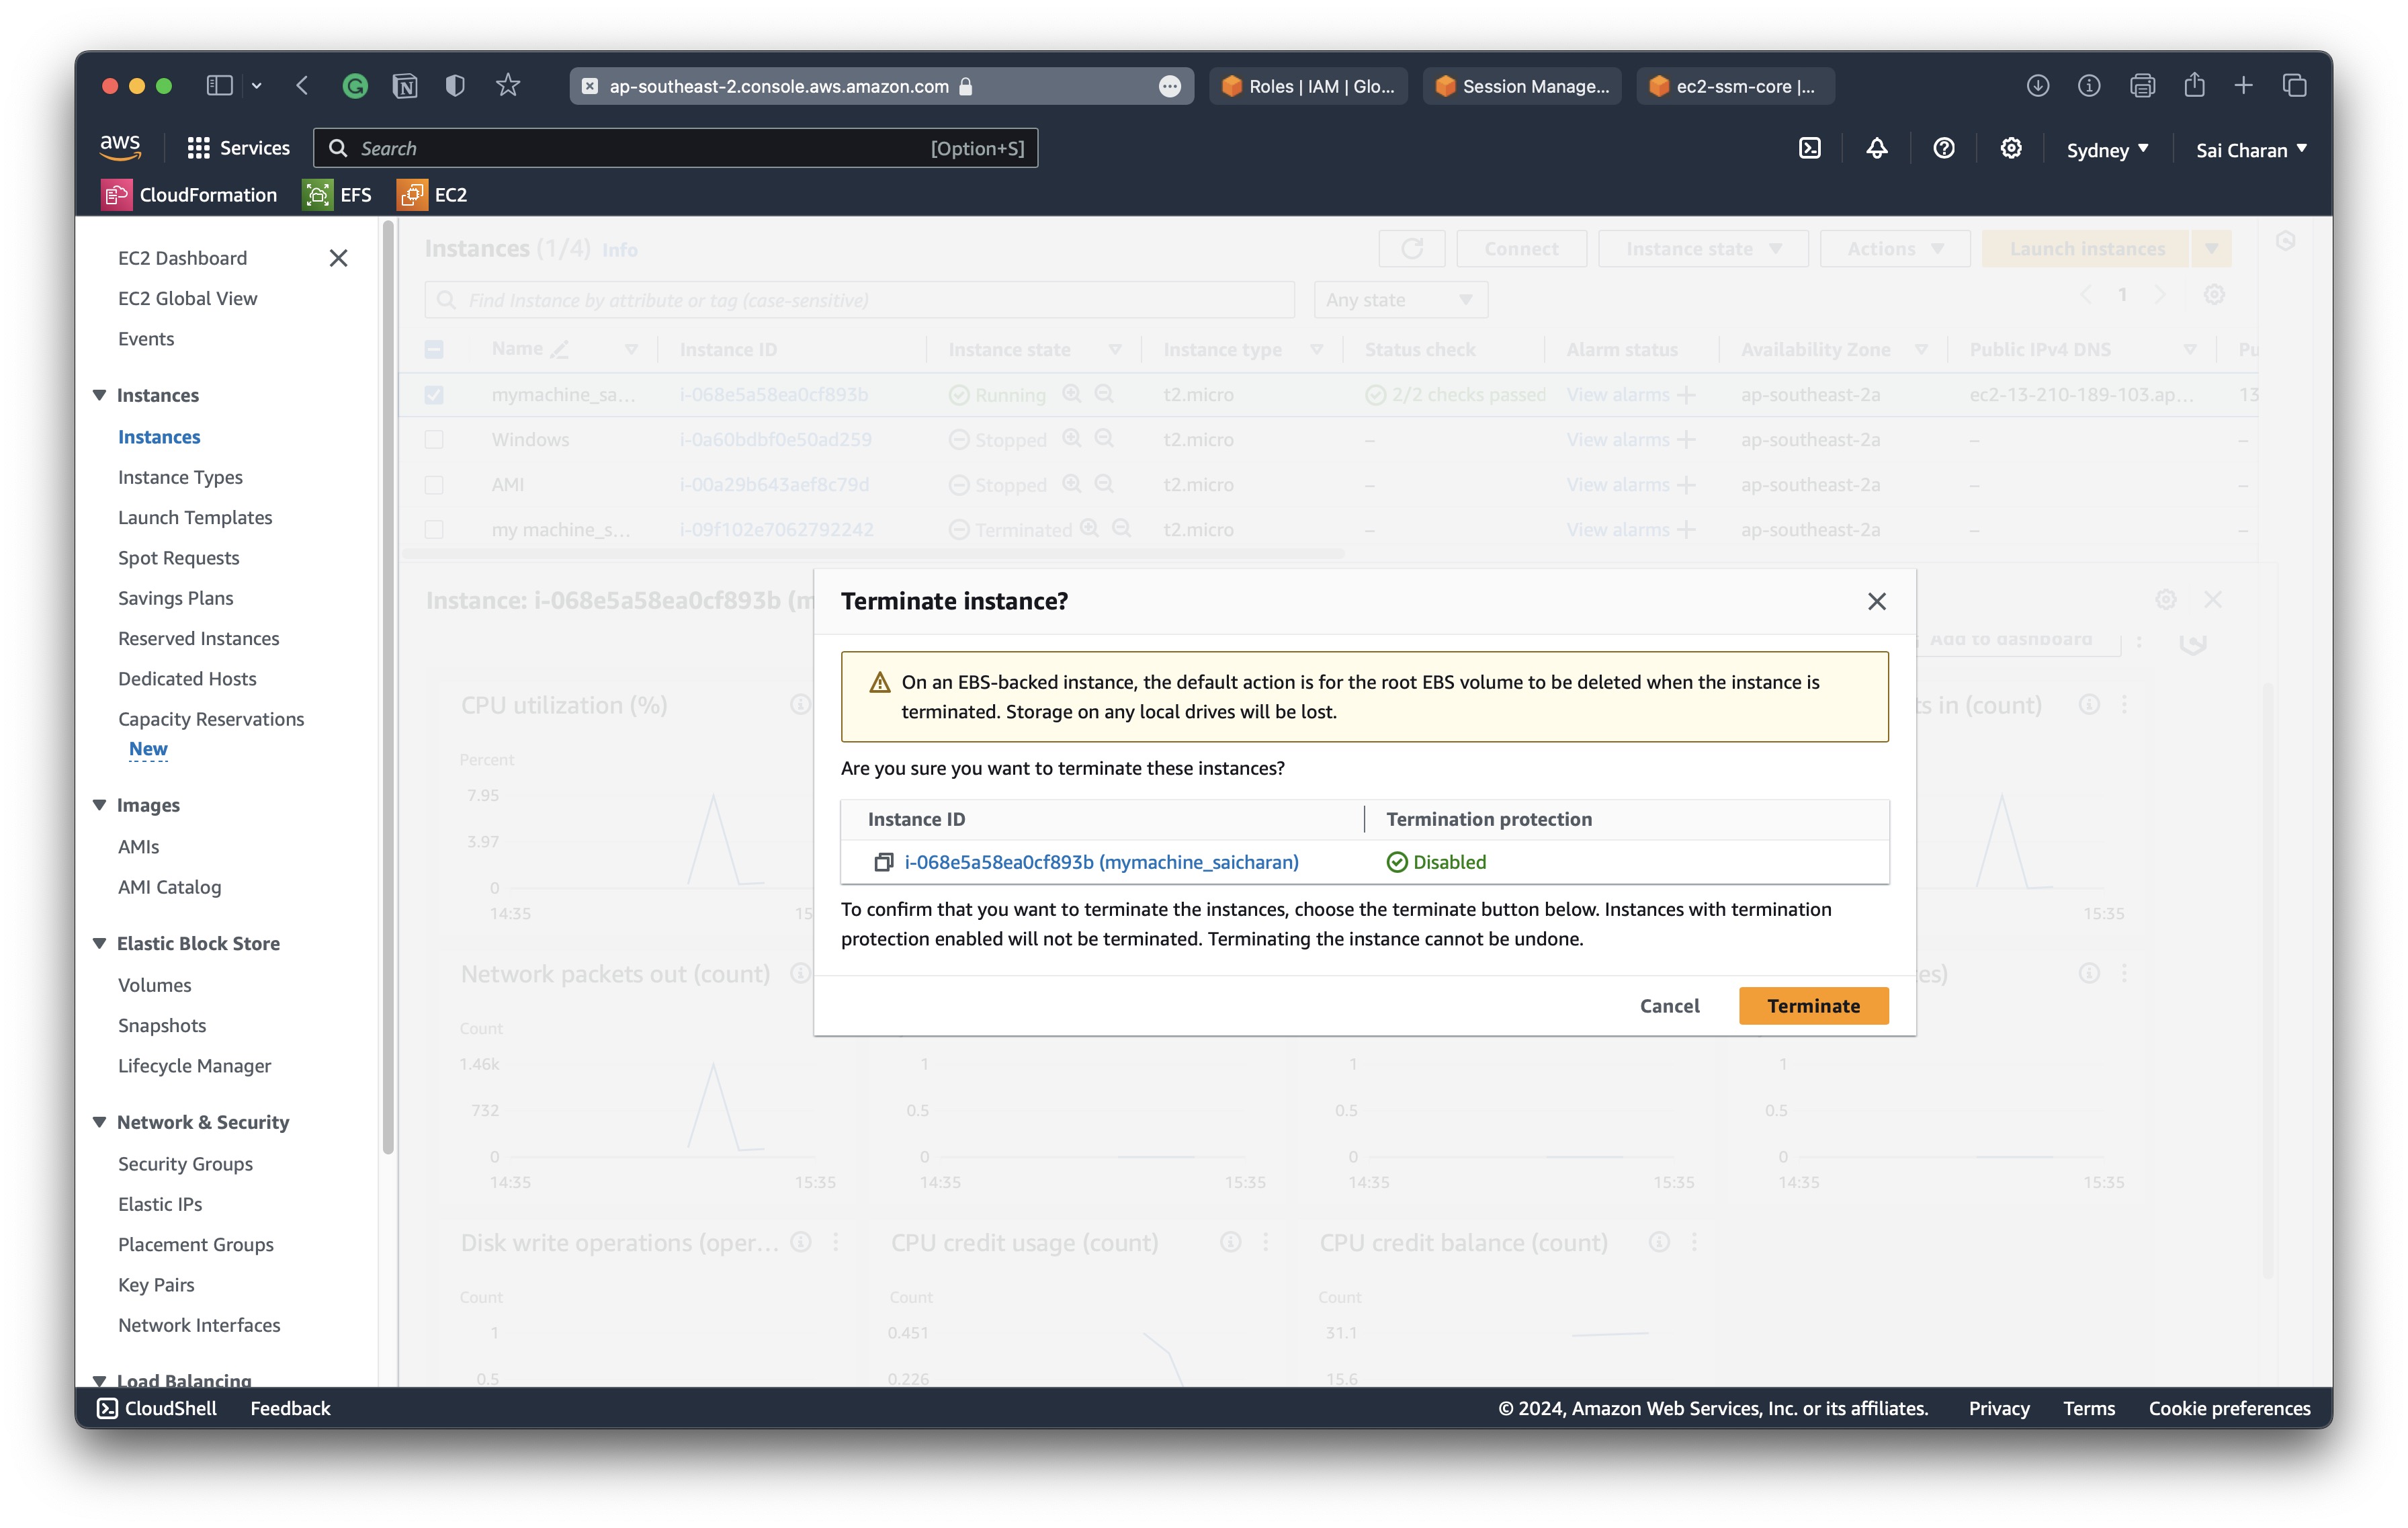 ap-southeast-2.console.aws.amazon.com
Roles | IAM | Glo...
Session Manage...
ec2-ssm-core |...
aws
Services
Search
[Option+S]
Sydney
Sai Charan
CloudFormation
EFS
EC2
EC2 Dashboard
EC2 Global View
Events
Instances
Instances
Instance Types
Launch Templates
Spot Requests
Savings Plans
Reserved Instances
Dedicated Hosts
Capacity Reservations
New
Images
AMIs
AMI Catalog
Elastic Block Store
Volumes
Snapshots
Lifecycle Manager
Network & Security
Security Groups
Elastic IPs
Placement Groups
Key Pairs
Network Interfaces
Load Balancing
Instances (1/4) Info
Connect
Instance state
Actions
Launch instances
Find Instance by attribute or tag (case-sensitive)
Any state
1
Name Instance ID Instance state Instance type Status check Alarm status Availability Zone Public IPv4 DNS Pu
mymachine_sa... i-068e5a58ea0cf893b Running t2.micro 2/2 checks passed View alarms + ap-southeast-2a ec2-13-210-189-103.ap... 13
Windows i-0a60bdbf0e50ad259 Stopped t2.micro – View alarms + ap-southeast-2a – –
AMI i-00a29b643aef8c79d Stopped t2.micro – View alarms + ap-southeast-2a – –
my machine_s... i-09f102e7062792242 Terminated t2.micro – View alarms + ap-southeast-2a – –
Instance: i-068e5a58ea0cf893b (m
Add to dashboard
Terminate instance?
On an EBS-backed instance, the default action is for the root EBS volume to be deleted when the instance is
terminated. Storage on any local drives will be lost.
Are you sure you want to terminate these instances?
Instance ID Termination protection
i-068e5a58ea0cf893b (mymachine_saicharan) Disabled
To confirm that you want to terminate the instances, choose the terminate button below. Instances with termination
protection enabled will not be terminated. Terminating the instance cannot be undone.
Cancel
Terminate
CPU utilization (%)
Percent
7.95
3.97
0
14:35 15
ts in (count)
15:35
Network packets out (count)
Count
1.46k
732
0
14:35 15:35
1
0.5
0
14:35 15:35
1
0.5
0
14:35 15:35
es)
1
0.5
0
14:35 15:35
Disk write operations (oper...
Count
1
0.5
CPU credit usage (count)
Count
0.451
0.226
CPU credit balance (count)
Count
31.1
15.6
CloudShell
Feedback
© 2024, Amazon Web Services, Inc. or its affiliates.
Privacy
Terms
Cookie preferences